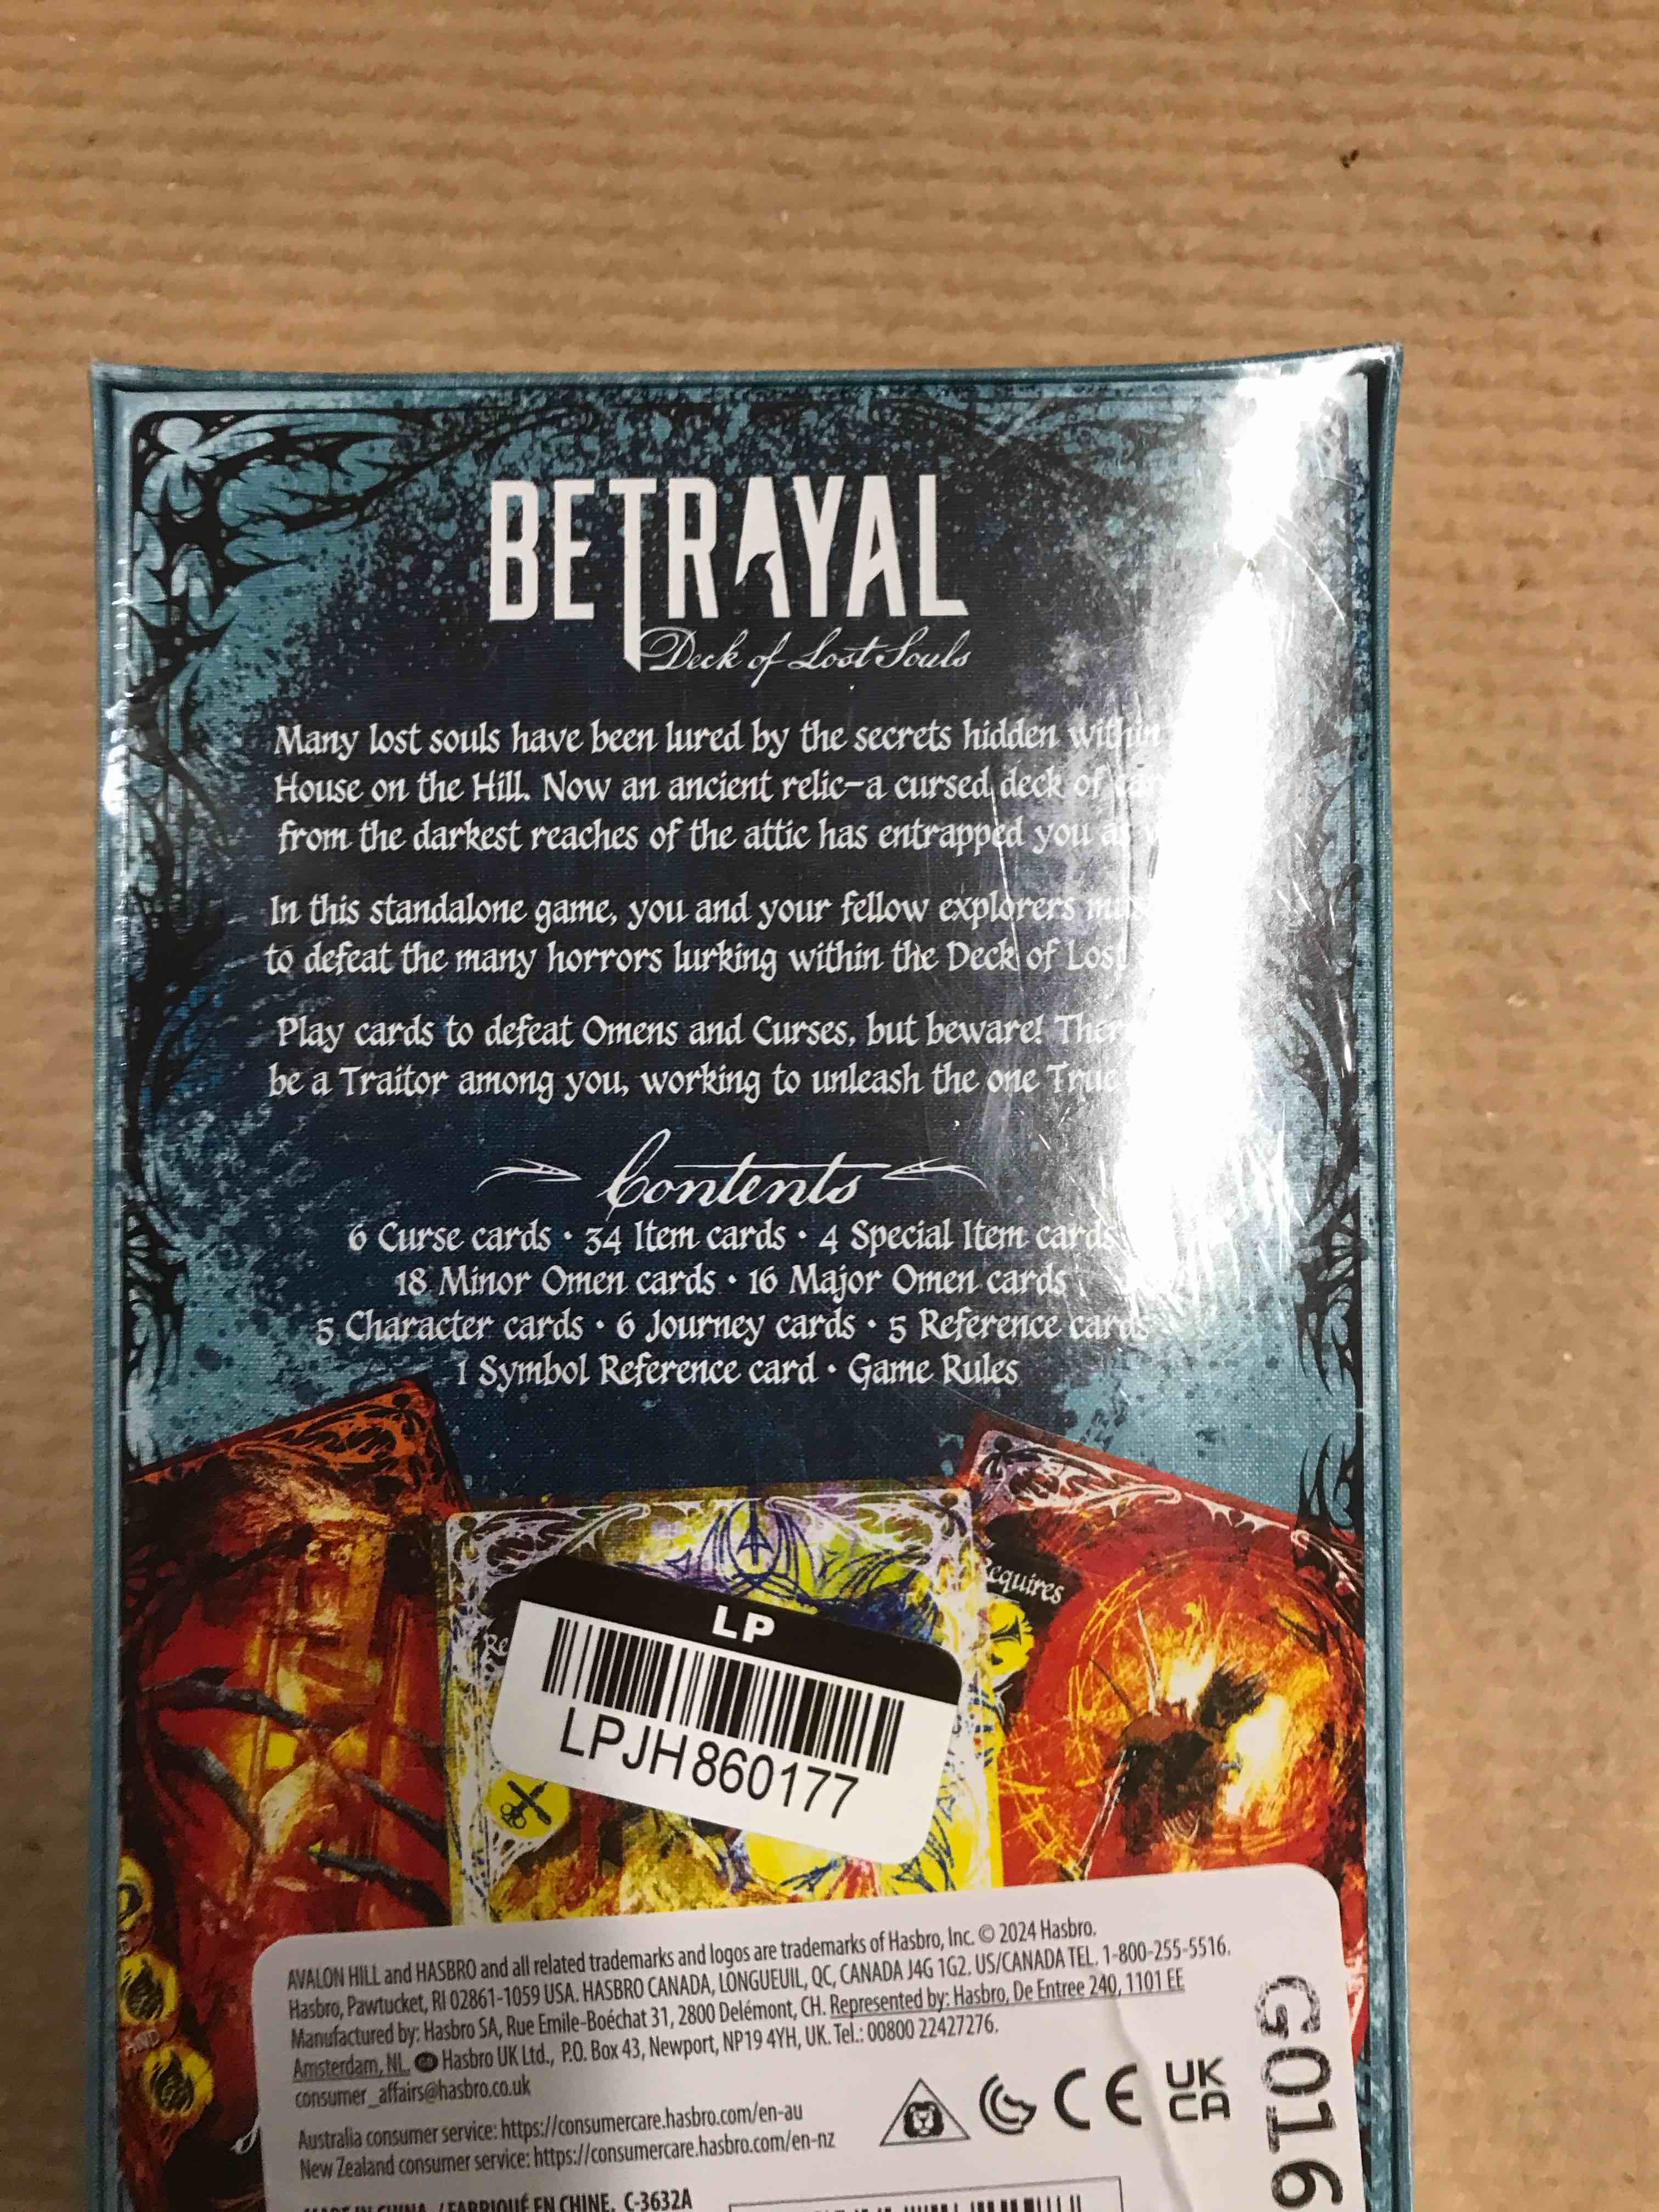 BETRAYAL
Deck of Lost Souls
Many lost souls have been lured by the secrets hidden within
House on the Hill. Now an ancient relic–a cursed deck of
from the darkest reaches of the attic has entrapped you
In this standalone game, you and your fellow explorers
to defeat the many horrors lurking within the Deck of
Play cards to defeat Omens and Curses, but beware!
be a Traitor among you, working to unleash the one True
Contents
6 Curse cards • 34 Item cards • 4 Special Item cards
18 Minor Omen cards • 16 Major Omen cards
5 Character cards • 6 Journey cards • 5 Reference cards
1 Symbol Reference card • Game Rules
Requires
LP
LPJH860177
AVALON HILL and HASBRO and all related trademarks and logos are trademarks of Hasbro, Inc. © 2024 Hasbro.
Hasbro, Pawtucket, RI 02861-1059 USA. HASBRO CANADA, LONGUEUIL, QC, CANADA J4G 1G2. US/CANADA TEL. 1-800-255-5516.
Manufactured by: Hasbro SA, Rue Emile-Boéchat 31, 2800 Delémont, CH. Represented by: Hasbro, De Entree 240, 1101 EE
Amsterdam, NL. Hasbro UK Ltd., P.O. Box 43, Newport, NP19 4YH, UK. Tel.: 00800 22427276.
consumer_affairs@hasbro.co.uk
Australia consumer service: https://consumercare.hasbro.com/en-au
New Zealand consumer service: https://consumercare.hasbro.com/en-nz
CE
UK
CA
MADE IN CHINA / FABRIQUÉ EN CHINE. C-3632A
G016
AND